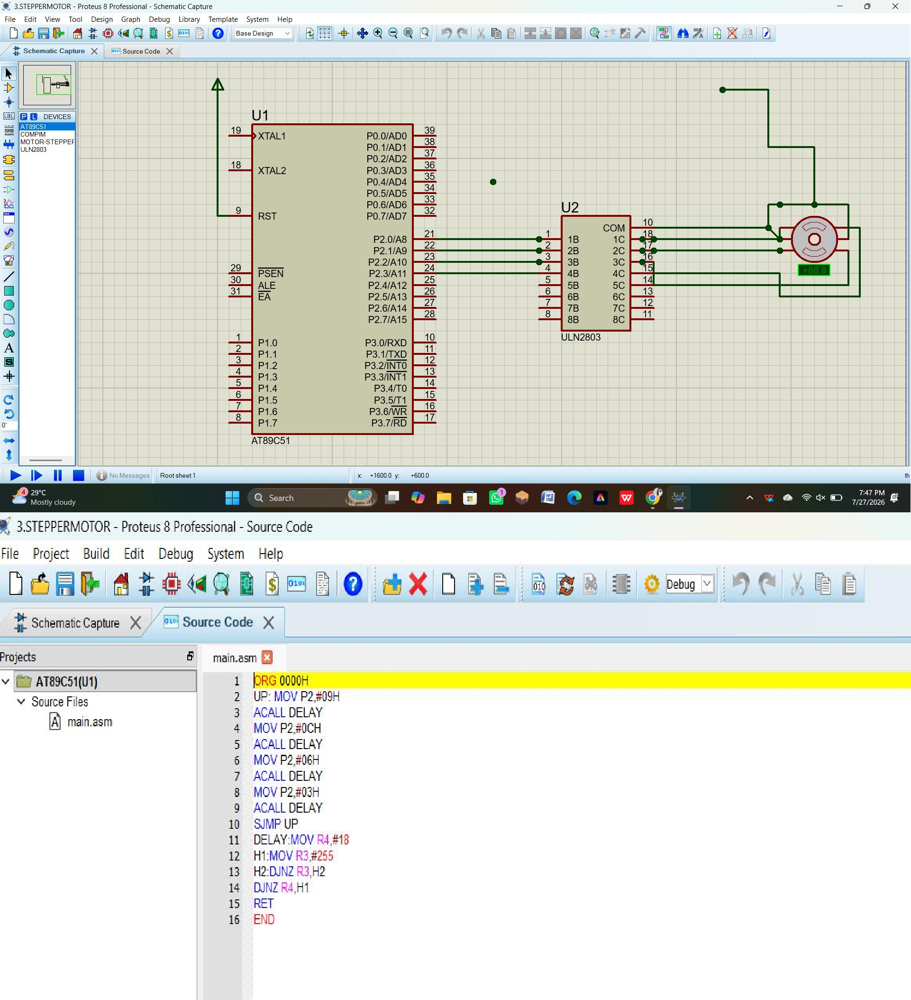 3.STEPPERMOTOR - Proteus 8 Professional - Schematic Capture
File Edit View Tool Design Graph Debug Library Template System Help
Base Design
Schematic Capture
Source Code
P L DEVICES
AT89C51
COMPIM
MOTOR-STEPPER
ULN2803
LBL
A
S
0°
U1
19 XTAL1
18 XTAL2
9 RST
29 PSEN
30 ALE
31 EA
1 P1.0
2 P1.1
3 P1.2
4 P1.3
5 P1.4
6 P1.5
7 P1.6
8 P1.7
P0.0/AD0 39
P0.1/AD1 38
P0.2/AD2 37
P0.3/AD3 36
P0.4/AD4 35
P0.5/AD5 34
P0.6/AD6 33
P0.7/AD7 32
P2.0/A8 21
P2.1/A9 22
P2.2/A10 23
P2.3/A11 24
P2.4/A12 25
P2.5/A13 26
P2.6/A14 27
P2.7/A15 28
P3.0/RXD 10
P3.1/TXD 11
P3.2/INT0 12
P3.3/INT1 13
P3.4/T0 14
P3.5/T1 15
P3.6/WR 16
P3.7/RD 17
AT89C51
U2
COM 10
1 1B 1C 18
2 2B 2C 17
3 3B 3C 16
4 4B 4C 15
5 5B 5C 14
6 6B 6C 13
7 7B 7C 12
8 8B 8C 11
ULN2803
+88.8
No Messages
Root sheet 1
x: +1600.0 y: +600.0
th
4
29°C
Mostly cloudy
Search
1
7:47 PM
7/27/2026
3.STEPPERMOTOR - Proteus 8 Professional - Source Code
File Project Build Edit Debug System Help
Debug
Schematic Capture
Source Code
Projects
AT89C51(U1)
Source Files
main.asm
main.asm
1 ORG 0000H
2 UP: MOV P2,#09H
3 ACALL DELAY
4 MOV P2,#0CH
5 ACALL DELAY
6 MOV P2,#06H
7 ACALL DELAY
8 MOV P2,#03H
9 ACALL DELAY
10 SJMP UP
11 DELAY:MOV R4,#18
12 H1:MOV R3,#255
13 H2:DJNZ R3,H2
14 DJNZ R4,H1
15 RET
16 END